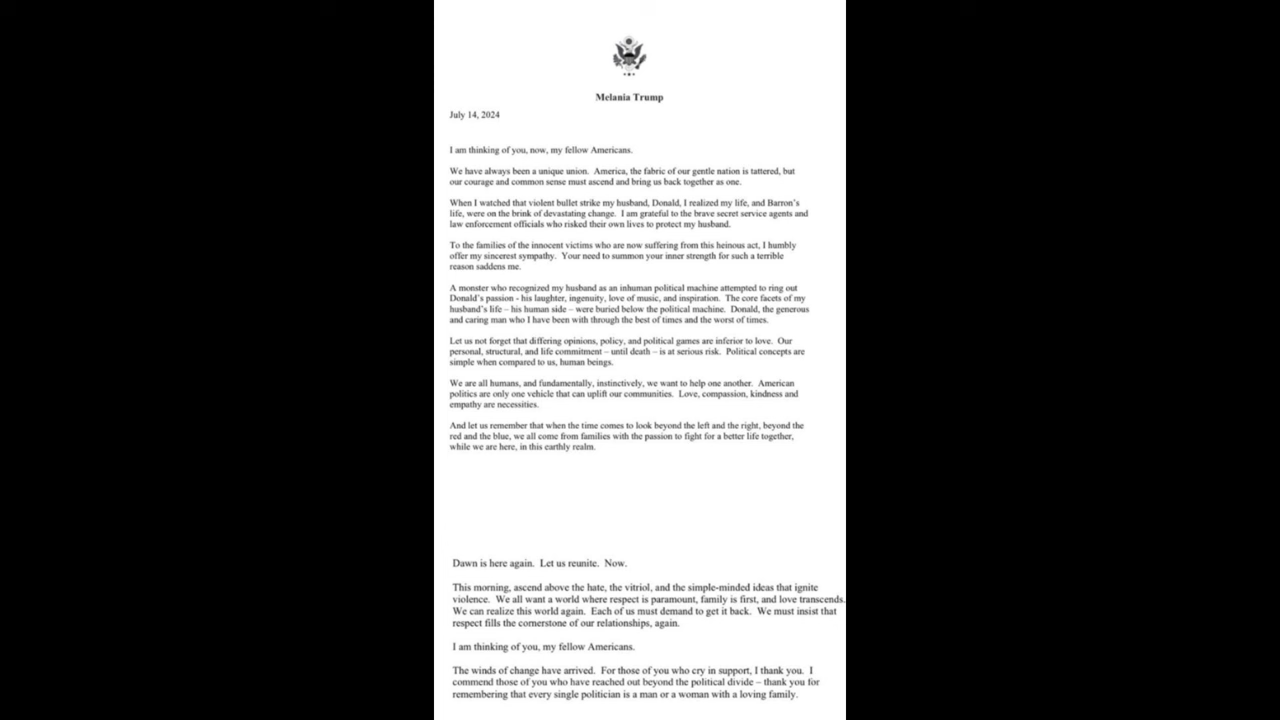 Melania Trump
July 14, 2024
I am thinking of you, now, my fellow Americans.
We have always been a unique union.  America, the fabric of our gentle nation is tattered, but
our courage and common sense must ascend and bring us back together as one.
When I watched that violent bullet strike my husband, Donald, I realized my life, and Barron's
life, were on the brink of devastating change.  I am grateful to the brave secret service agents and
law enforcement officials who risked their own lives to protect my husband.
To the families of the innocent victims who are now suffering from this heinous act, I humbly
offer my sincerest sympathy.  Your need to summon your inner strength for such a terrible
reason saddens me.
A monster who recognized my husband as an inhuman political machine attempted to ring out
Donald's passion - his laughter, ingenuity, love of music, and inspiration.  The core facets of my
husband's life – his human side – were buried below the political machine.  Donald, the generous
and caring man who I have been with through the best of times and the worst of times.
Let us not forget that differing opinions, policy, and political games are inferior to love.  Our
personal, structural, and life commitment – until death – is at serious risk.  Political concepts are
simple when compared to us, human beings.
We are all humans, and fundamentally, instinctively, we want to help one another.  American
politics are only one vehicle that can uplift our communities.  Love, compassion, kindness and
empathy are necessities.
And let us remember that when the time comes to look beyond the left and the right, beyond the
red and the blue, we all come from families with the passion to fight for a better life together,
while we are here, in this earthly realm.
Dawn is here again.  Let us reunite.  Now.
This morning, ascend above the hate, the vitriol, and the simple-minded ideas that ignite
violence.  We all want a world where respect is paramount, family is first, and love transcends.
We can realize this world again.  Each of us must demand to get it back.  We must insist that
respect fills the cornerstone of our relationships, again.
I am thinking of you, my fellow Americans.
The winds of change have arrived.  For those of you who cry in support, I thank you.  I
commend those of you who have reached out beyond the political divide – thank you for
remembering that every single politician is a man or a woman with a loving family.